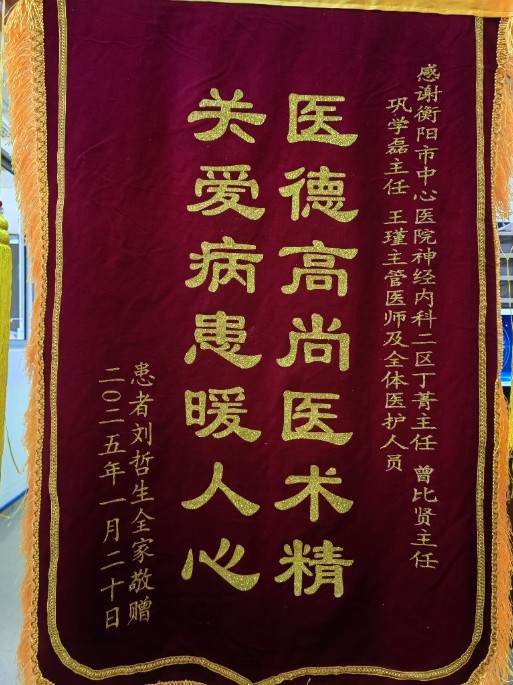 感谢衡阳市中心医院神经内科二区丁菁主任 曾比贤主任
巩学磊主任 王瑾主管医师及全体医护人员
医德高尚医术精
关爱病患暖人心
患者刘哲生全家敬赠
二〇二五年一月二十日